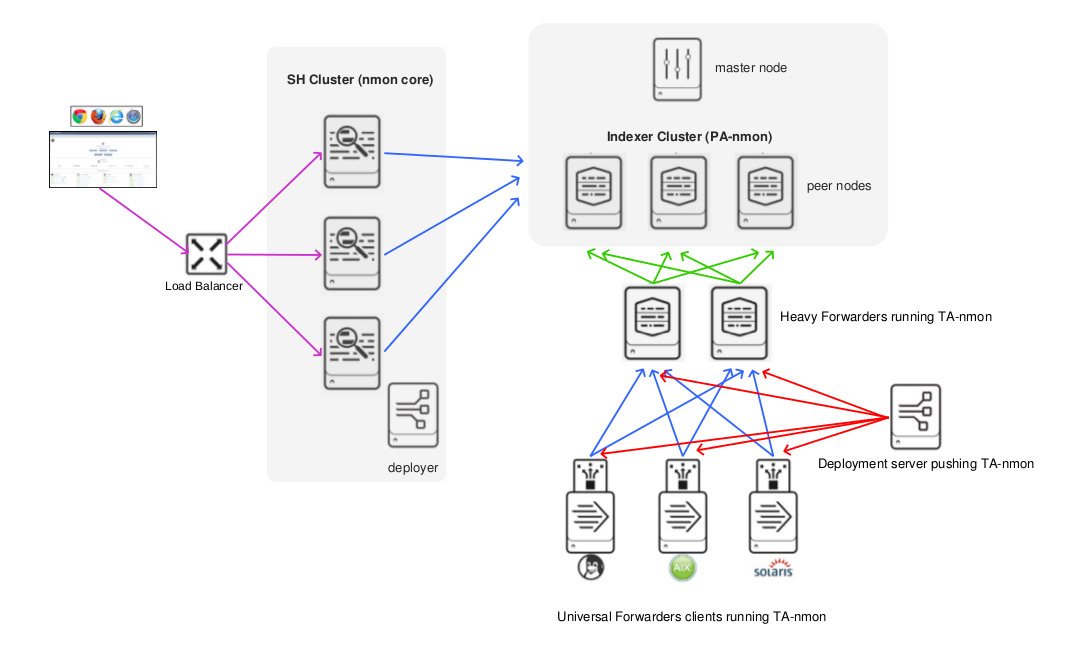 SH Cluster (nmon core)
master node
Indexer Cluster (PA-nmon)
peer nodes
Load Balancer
Heavy Forwarders running TA-nmon
deployer
Deployment server pushing TA-nmon
AIX
solaris
Universal Forwarders clients running TA-nmon